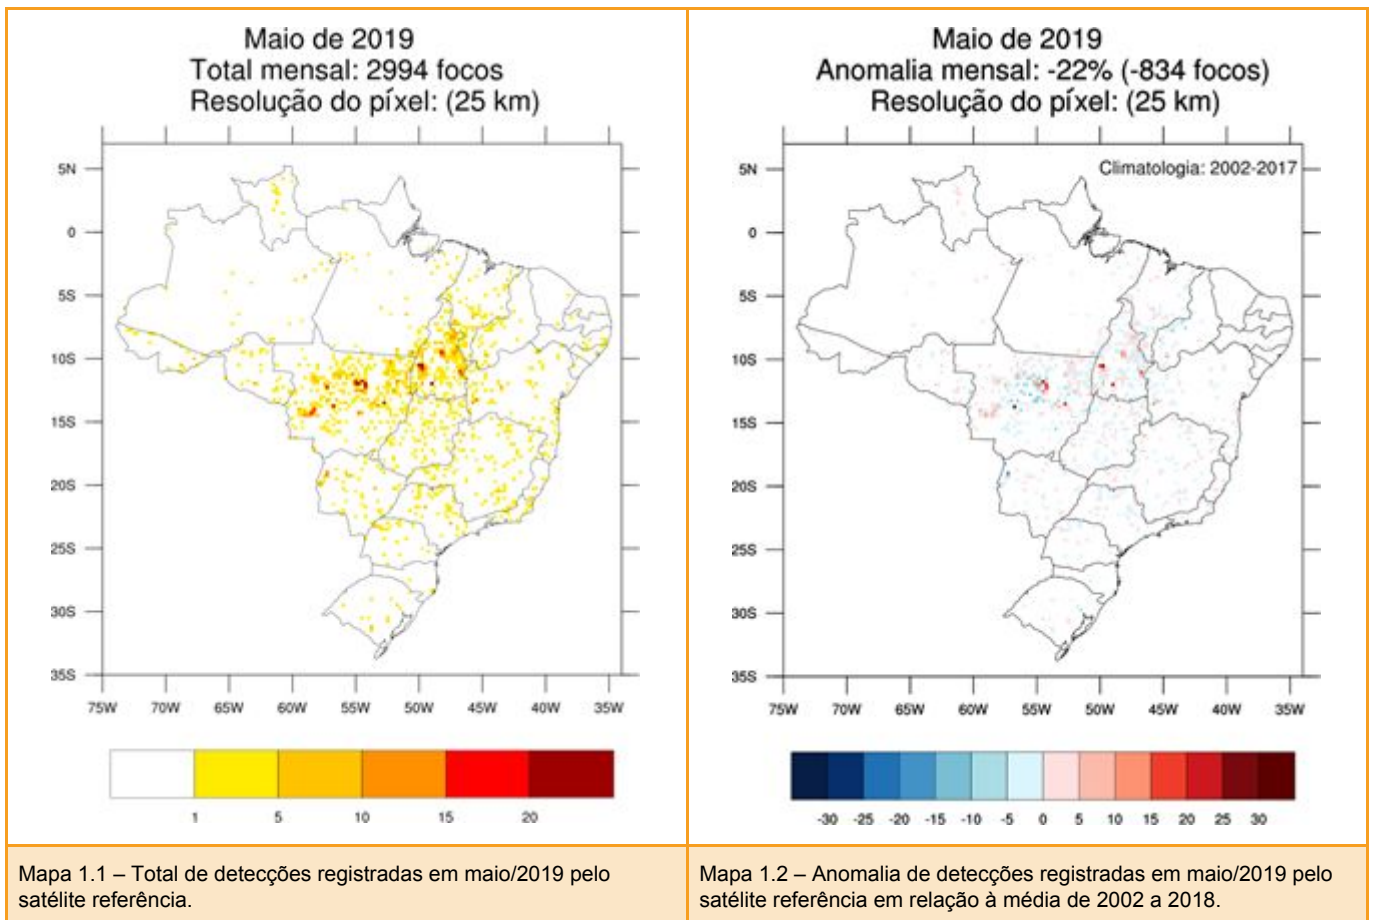 Maio de 2019
Total mensal: 2994 focos
Resolução do píxel: (25 km)
5N
0
5S
10S
15S
20S
25S
30S
35S
75W 70W 65W 60W 55W 50W 45W 40W 35W
1 5 10 15 20
Mapa 1.1 – Total de detecções registradas em maio/2019 pelo
satélite referência.
Maio de 2019
Anomalia mensal: -22% (-834 focos)
Resolução do píxel: (25 km)
Climatologia: 2002-2017
5N
0
5S
10S
15S
20S
25S
30S
35S
75W 70W 65W 60W 55W 50W 45W 40W 35W
-30 -25 -20 -15 -10 -5 0 5 10 15 20 25 30
Mapa 1.2 – Anomalia de detecções registradas em maio/2019 pelo
satélite referência em relação à média de 2002 a 2018.